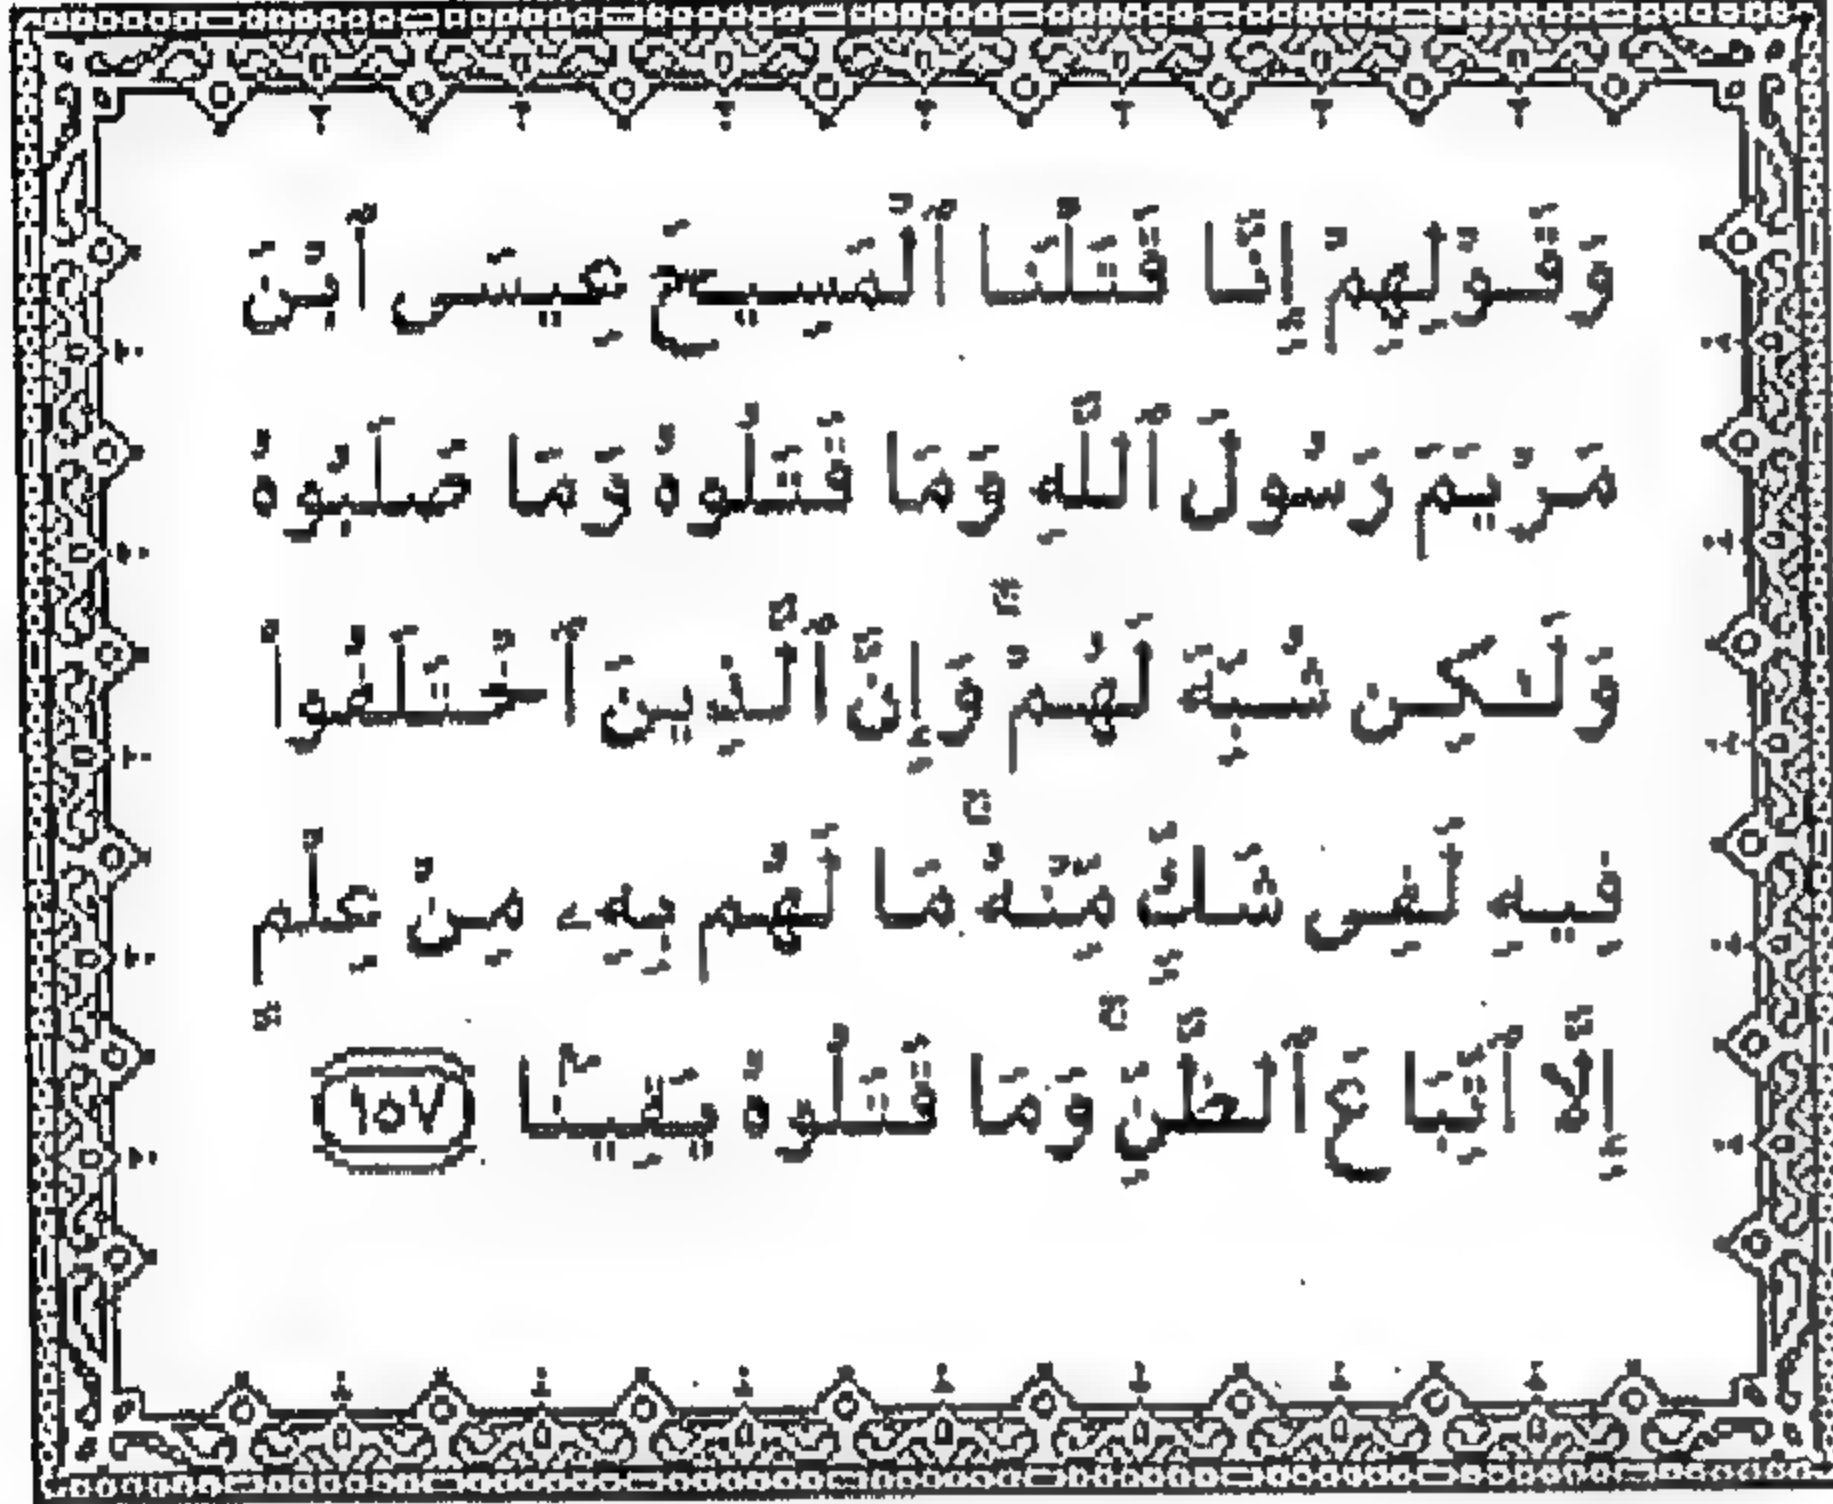 وَقَوْلِهِمْ إِنَّا قَتَلْنَا ٱلْمَسِيحَ عِيسَى ٱبْنَ
مَرْيَمَ رَسُولَ ٱللَّهِ وَمَا قَتَلُوهُ وَمَا صَلَبُوهُ
وَلَـٰكِن شُبِّهَ لَهُمْ ۚ وَإِنَّ ٱلَّذِينَ ٱخْتَلَفُوا۟
فِيهِ لَفِى شَكٍّ مِّنْهُ ۚ مَا لَهُم بِهِۦ مِنْ عِلْمٍ
إِلَّا ٱتِّبَاعَ ٱلظَّنِّ ۚ وَمَا قَتَلُوهُ يَقِينًۢا ١٥٧